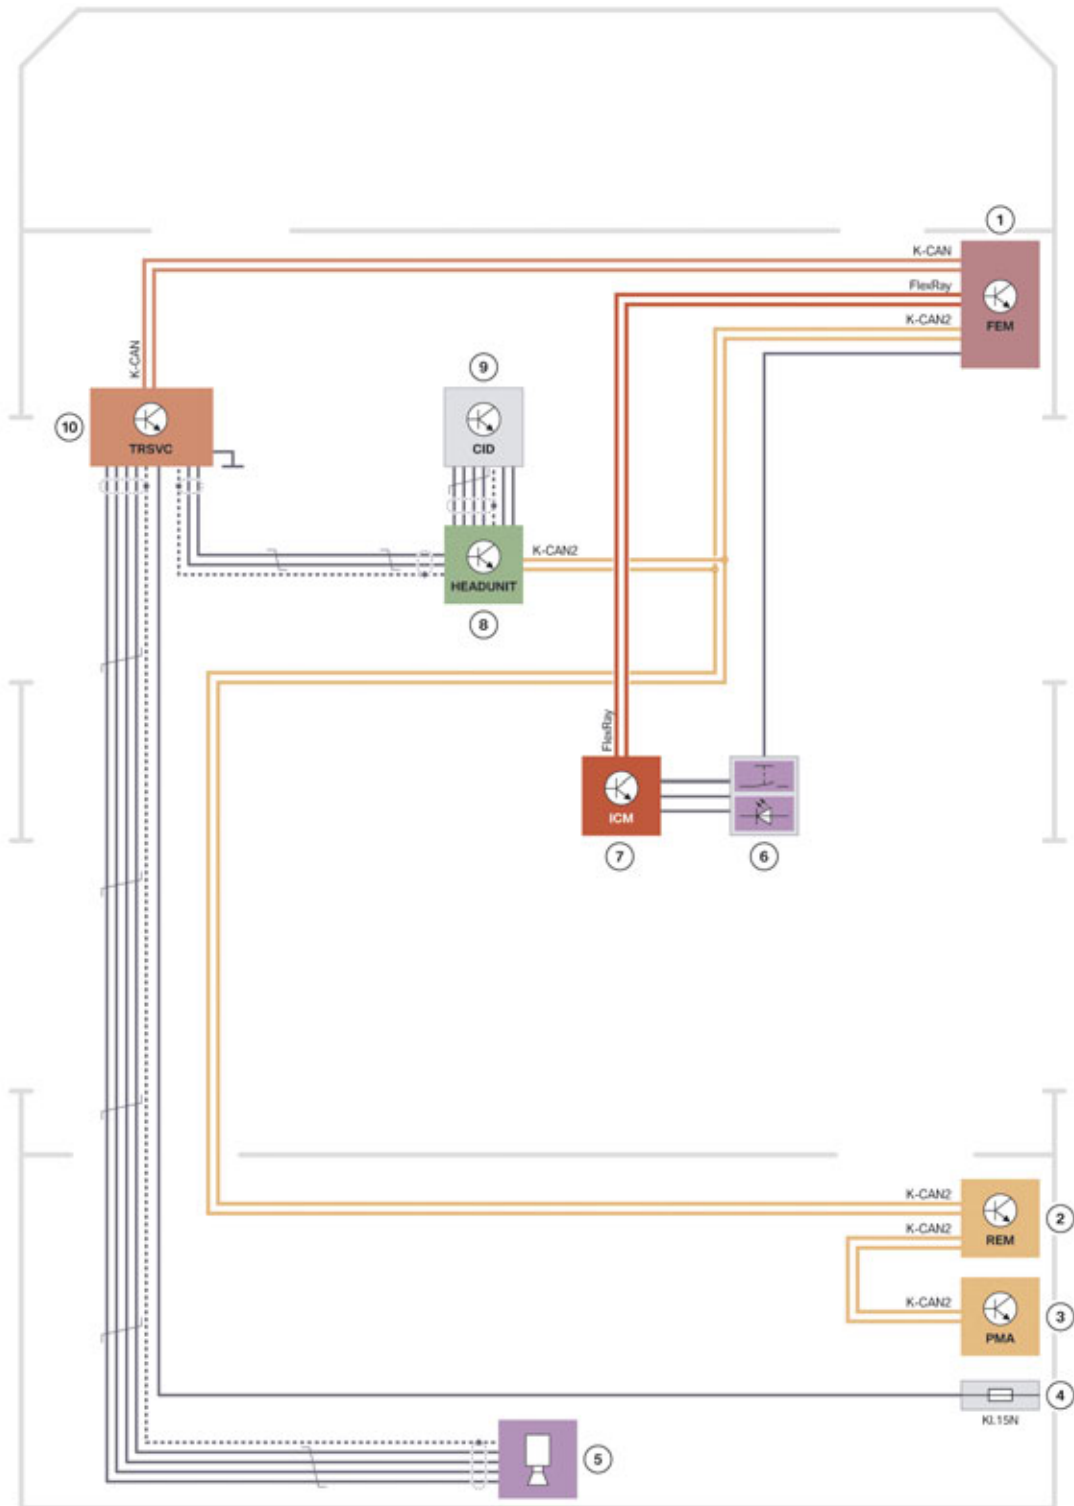 1
K-CAN
FlexRay
K-CAN2
FEM
K-CAN
9
10
TRSVC
CID
K-CAN2
HEADUNIT
8
FlexRay
ICM
7
6
K-CAN2
2
K-CAN2
REM
K-CAN2
3
PMA
4
Kl.15N
5